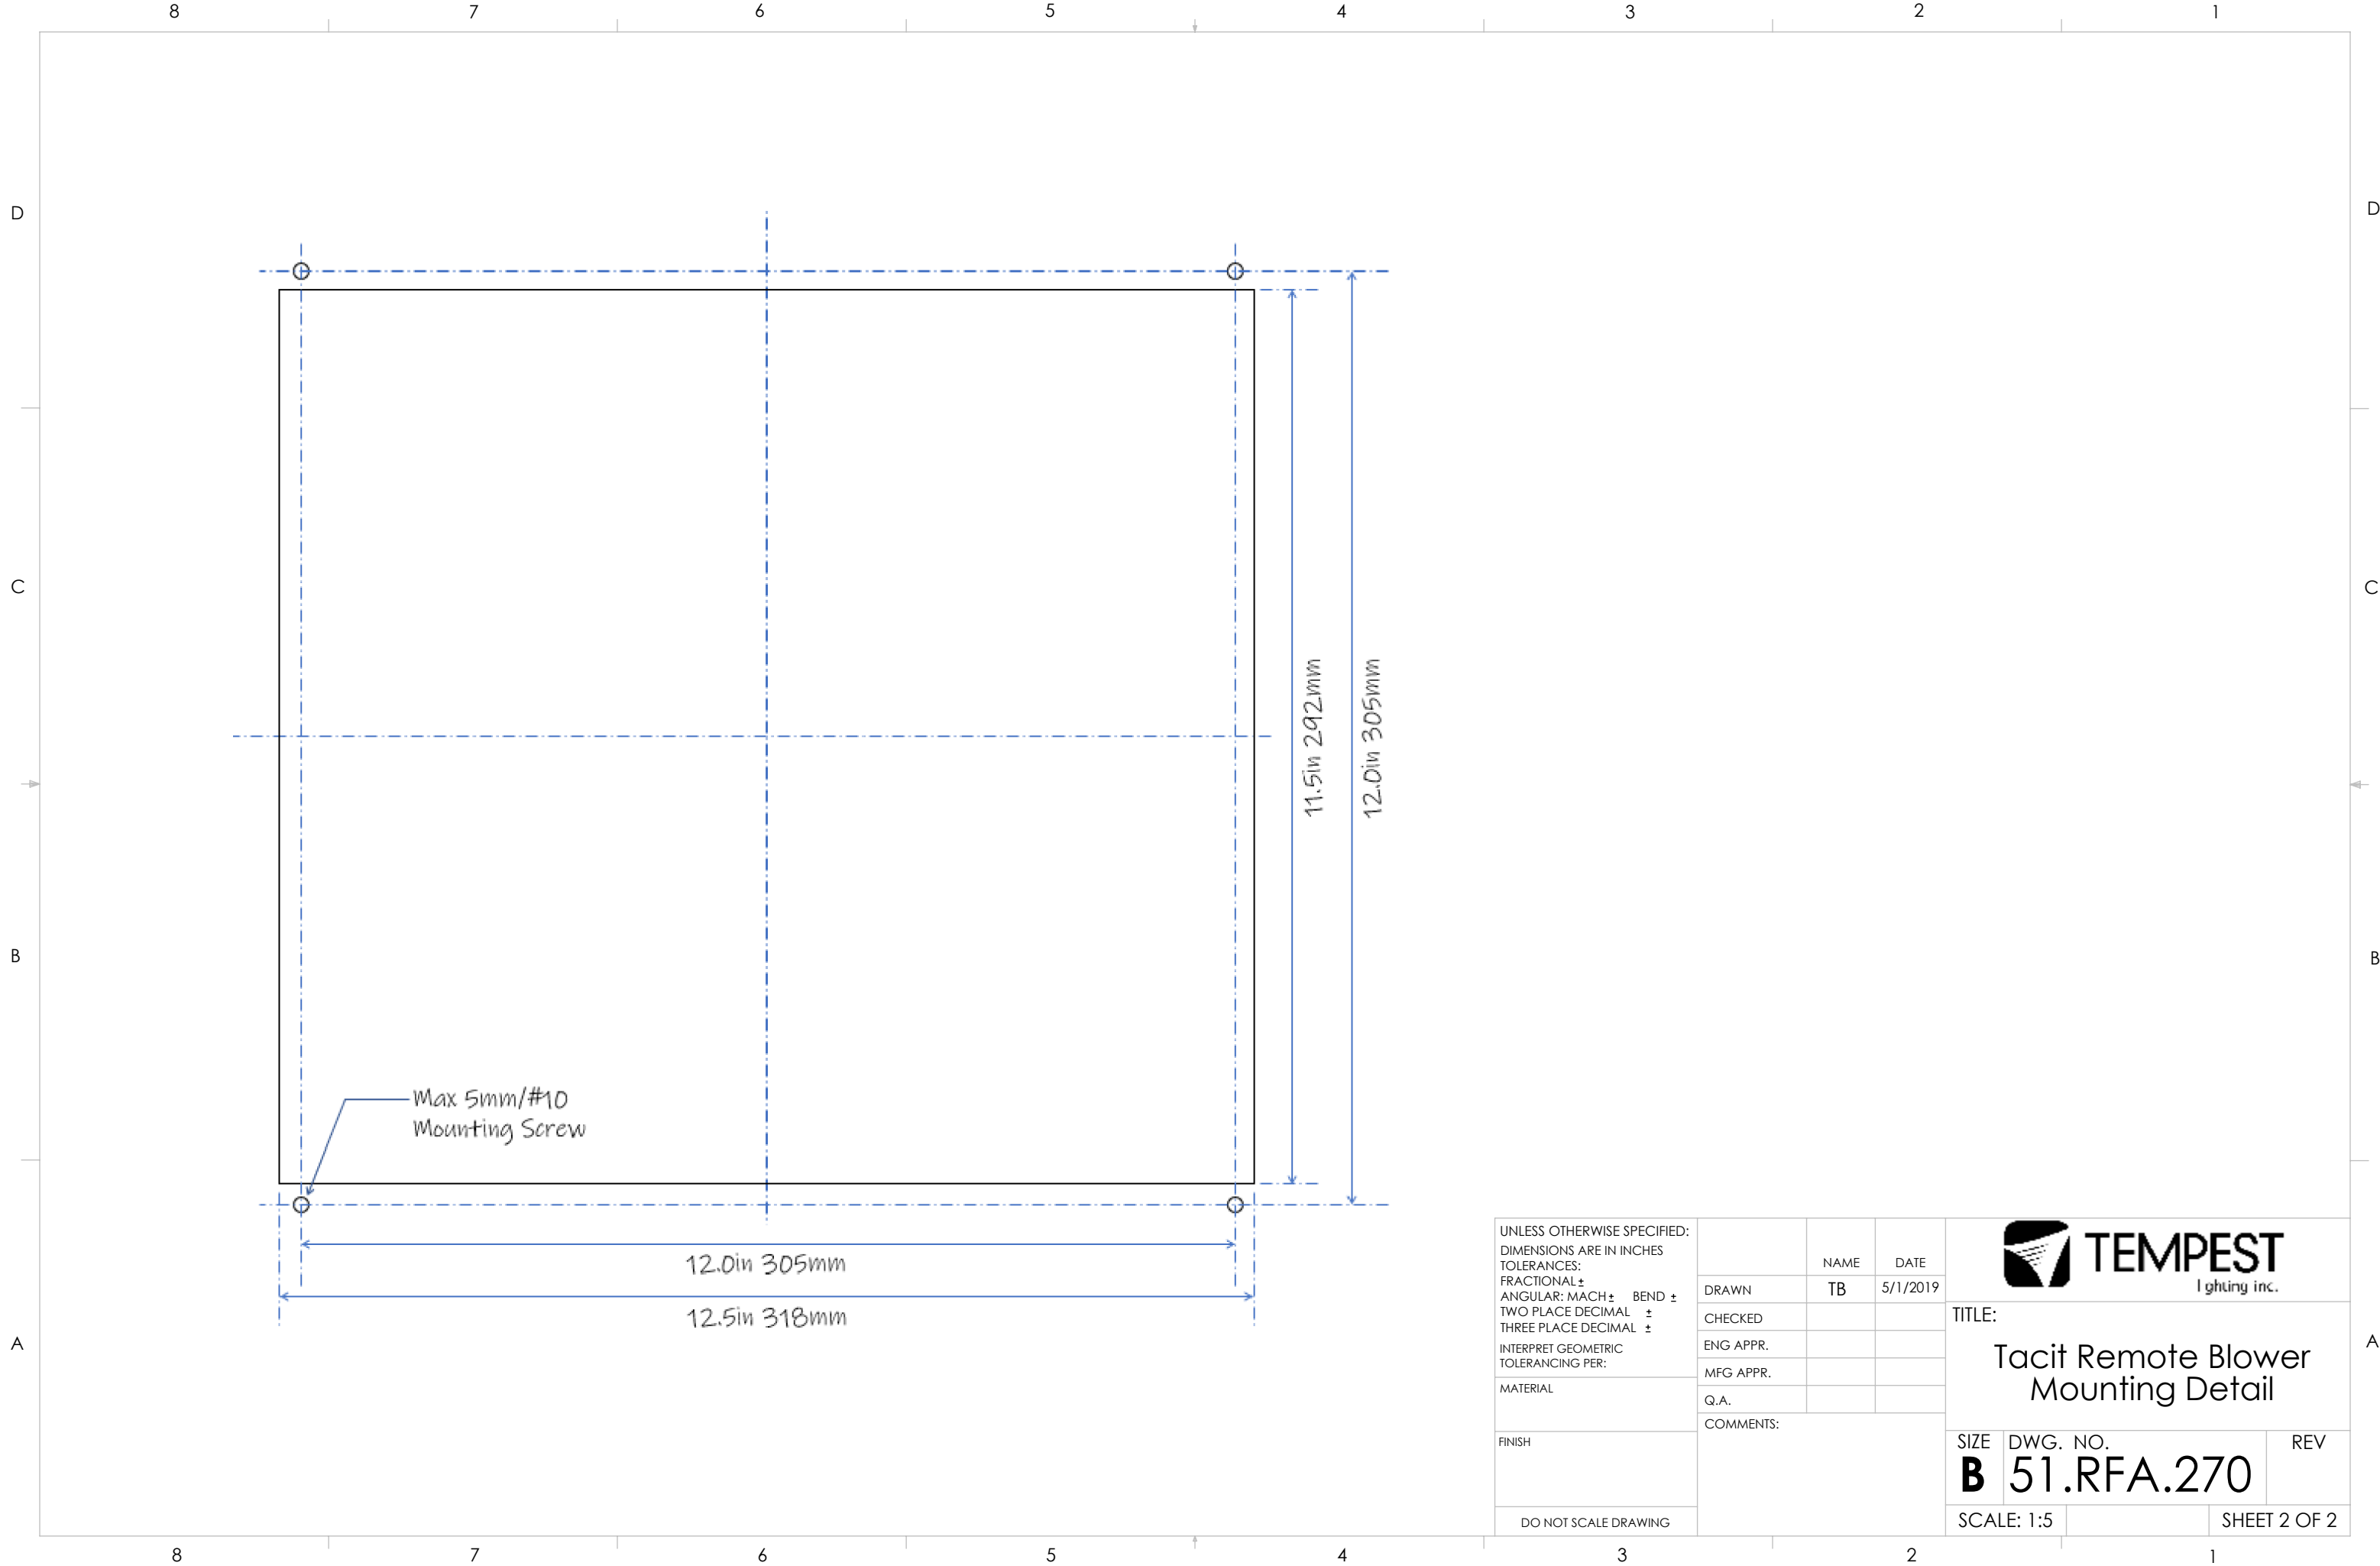 8 7 6 5 4 3 2 1
D D
C C
B B
A A
11.5in 292mm
12.0in 305mm
Max 5mm/#10
Mounting Screw
12.0in 305mm
12.5in 318mm
UNLESS OTHERWISE SPECIFIED:
DIMENSIONS ARE IN INCHES
TOLERANCES:
FRACTIONAL ±
ANGULAR: MACH ± BEND ±
TWO PLACE DECIMAL ±
THREE PLACE DECIMAL ±
INTERPRET GEOMETRIC
TOLERANCING PER:
MATERIAL
FINISH
DO NOT SCALE DRAWING
NAME DATE
DRAWN TB 5/1/2019
CHECKED
ENG APPR.
MFG APPR.
Q.A.
COMMENTS:
TEMPEST
lighting inc.
TITLE:
Tacit Remote Blower
Mounting Detail
SIZE DWG. NO. REV
B 51.RFA.270
SCALE: 1:5 SHEET 2 OF 2
8 7 6 5 4 3 2 1